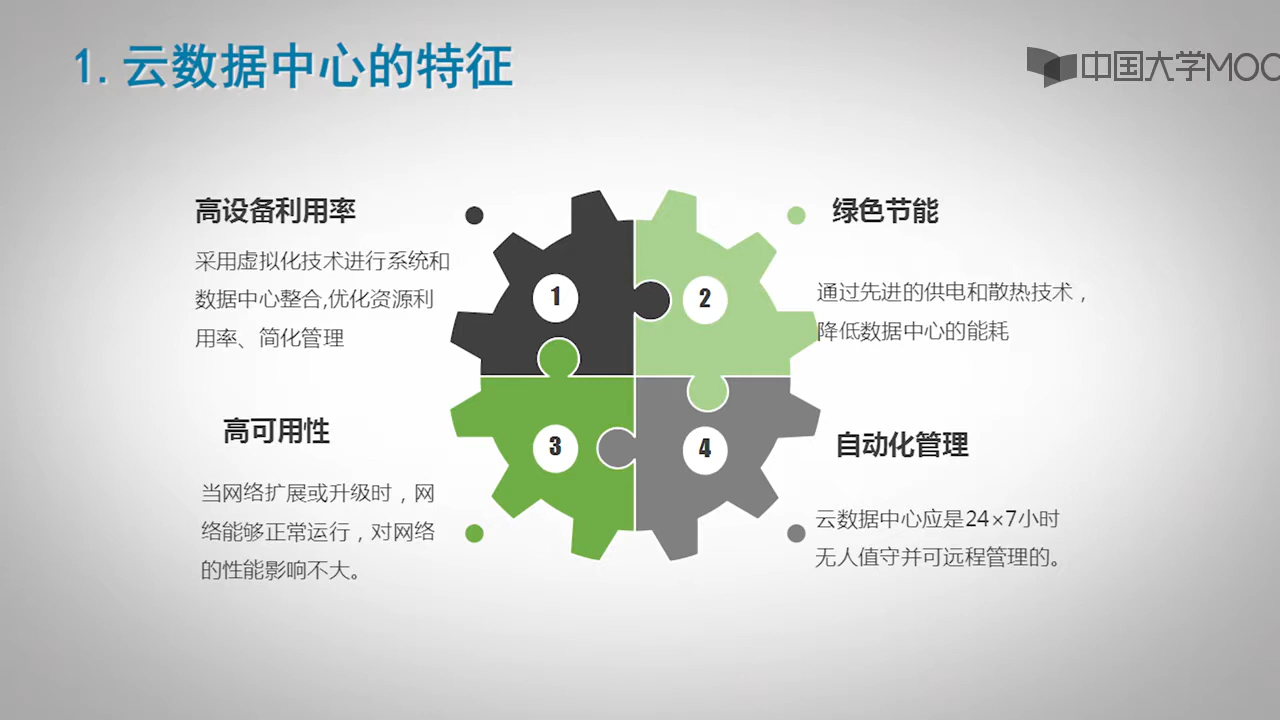 1.云数据中心的特征
中国大学MOO
高设备利用率
采用虚拟化技术进行系统和
数据中心整合,优化资源利
用率、简化管理
1
2
绿色节能
通过先进的供电和散热技术，
降低数据中心的能耗
高可用性
当网络扩展或升级时，网
络能够正常运行，对网络
的性能影响不大。
3
4
自动化管理
云数据中心应是24×7小时
无人值守并可远程管理的。